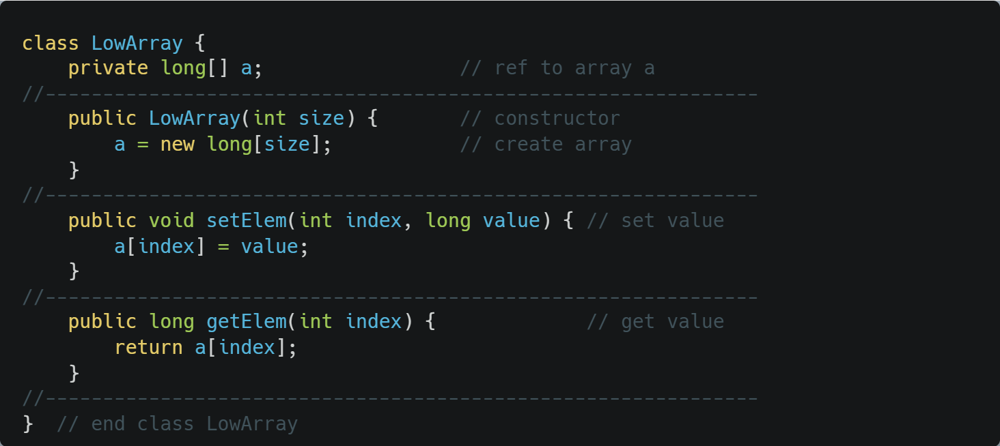 class LowArray {
    private long[] a;                 // ref to array a
//--------------------------------------------------------------
    public LowArray(int size) {       // constructor
        a = new long[size];           // create array
    }
//--------------------------------------------------------------
    public void setElem(int index, long value) { // set value
        a[index] = value;
    }
//--------------------------------------------------------------
    public long getElem(int index) {             // get value
        return a[index];
    }
//--------------------------------------------------------------
}  // end class LowArray